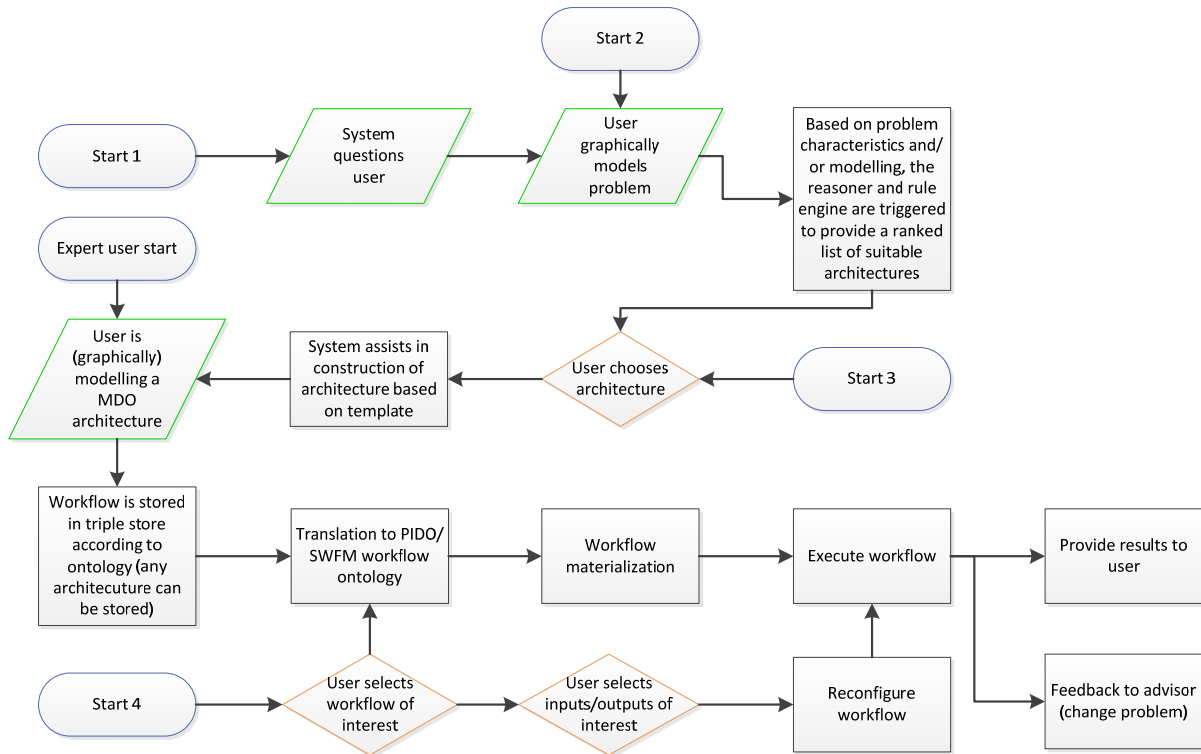 Start 2
Start 1
System
questions
user
User
graphically
models
problem
Based on problem
characteristics and/
or modelling, the
reasoner and rule
engine are triggered
to provide a ranked
list of suitable
architectures
Expert user start
User is
(graphically)
modelling a
MDO
architecture
System assists in
construction of
architecture based
on template
User chooses
architecture
Start 3
Workflow is stored
in triple store
according to
ontology (any
architecuture can
be stored)
Translation to PIDO/
SWFM workflow
ontology
Workflow
materialization
Execute workflow
Provide results to
user
Start 4
User selects
workflow of
interest
User selects
inputs/outputs of
interest
Reconfigure
workflow
Feedback to advisor
(change problem)